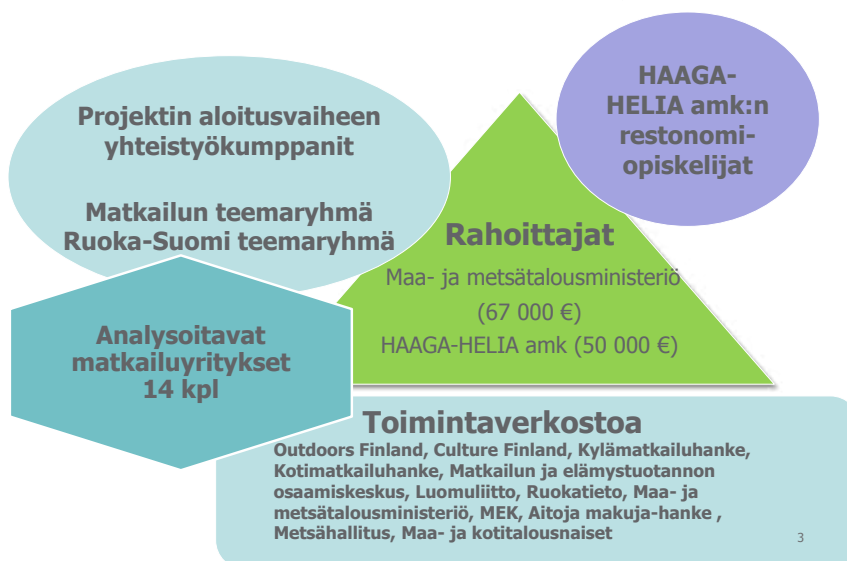 Projektin aloitusvaiheen
yhteistyökumppanit
Matkailun teemaryhmä
Ruoka-Suomi teemaryhmä
HAAGA-
HELIA amk:n
restonomi-
opiskelijat
Rahoittajat
Maa- ja metsätalousministeriö
(67 000 €)
HAAGA-HELIA amk (50 000 €)
Analysoitavat
matkailuyritykset
14 kpl
Toimintaverkostoa
Outdoors Finland, Culture Finland, Kylämatkailuhanke,
Kotimatkailuhanke, Matkailun ja elämystuotannon
osaamiskeskus, Luomuliitto, Ruokatieto, Maa- ja
metsätalousministeriö, MEK, Aitoja makuja-hanke ,
Metsähallitus, Maa- ja kotitalousnaiset
3